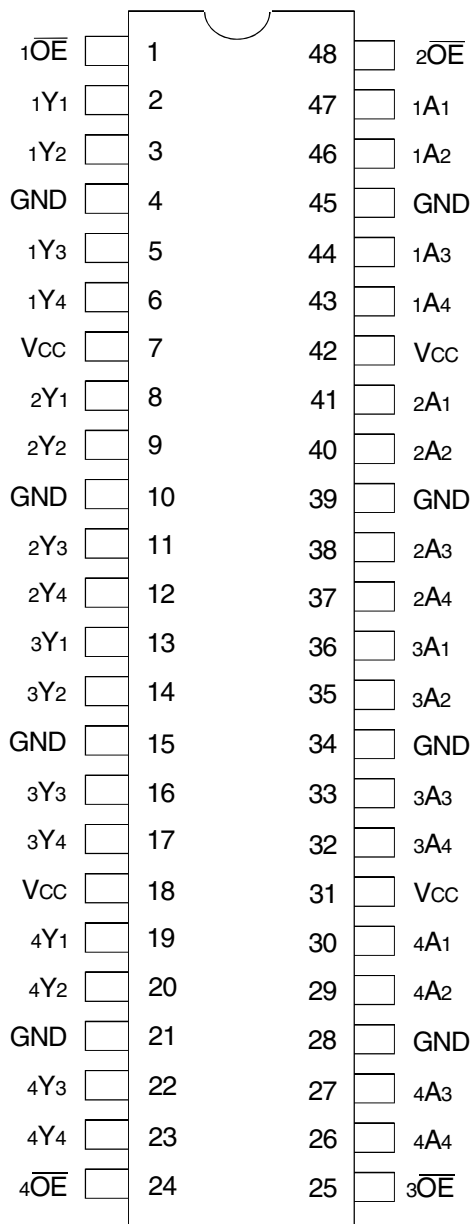 1OE 1 48 2OE
1Y1 2 47 1A1
1Y2 3 46 1A2
GND 4 45 GND
1Y3 5 44 1A3
1Y4 6 43 1A4
VCC 7 42 VCC
2Y1 8 41 2A1
2Y2 9 40 2A2
GND 10 39 GND
2Y3 11 38 2A3
2Y4 12 37 2A4
3Y1 13 36 3A1
3Y2 14 35 3A2
GND 15 34 GND
3Y3 16 33 3A3
3Y4 17 32 3A4
VCC 18 31 VCC
4Y1 19 30 4A1
4Y2 20 29 4A2
GND 21 28 GND
4Y3 22 27 4A3
4Y4 23 26 4A4
4OE 24 25 3OE